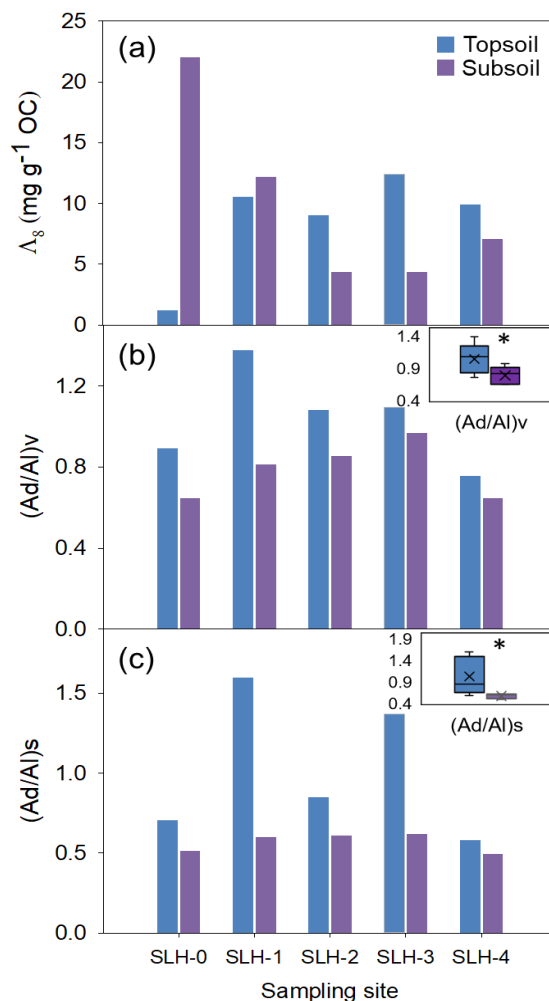 (a)
Topsoil
Subsoil
25
20
15
10
5
0
Λ₈ (mg g⁻¹ OC)
(b)
1.4
0.9
0.4
*
(Ad/Al)v
1.2
0.8
0.4
0.0
(Ad/Al)v
(c)
1.9
1.4
0.9
0.4
*
(Ad/Al)s
1.5
1.0
0.5
0.0
(Ad/Al)s
SLH-0 SLH-1 SLH-2 SLH-3 SLH-4
Sampling site